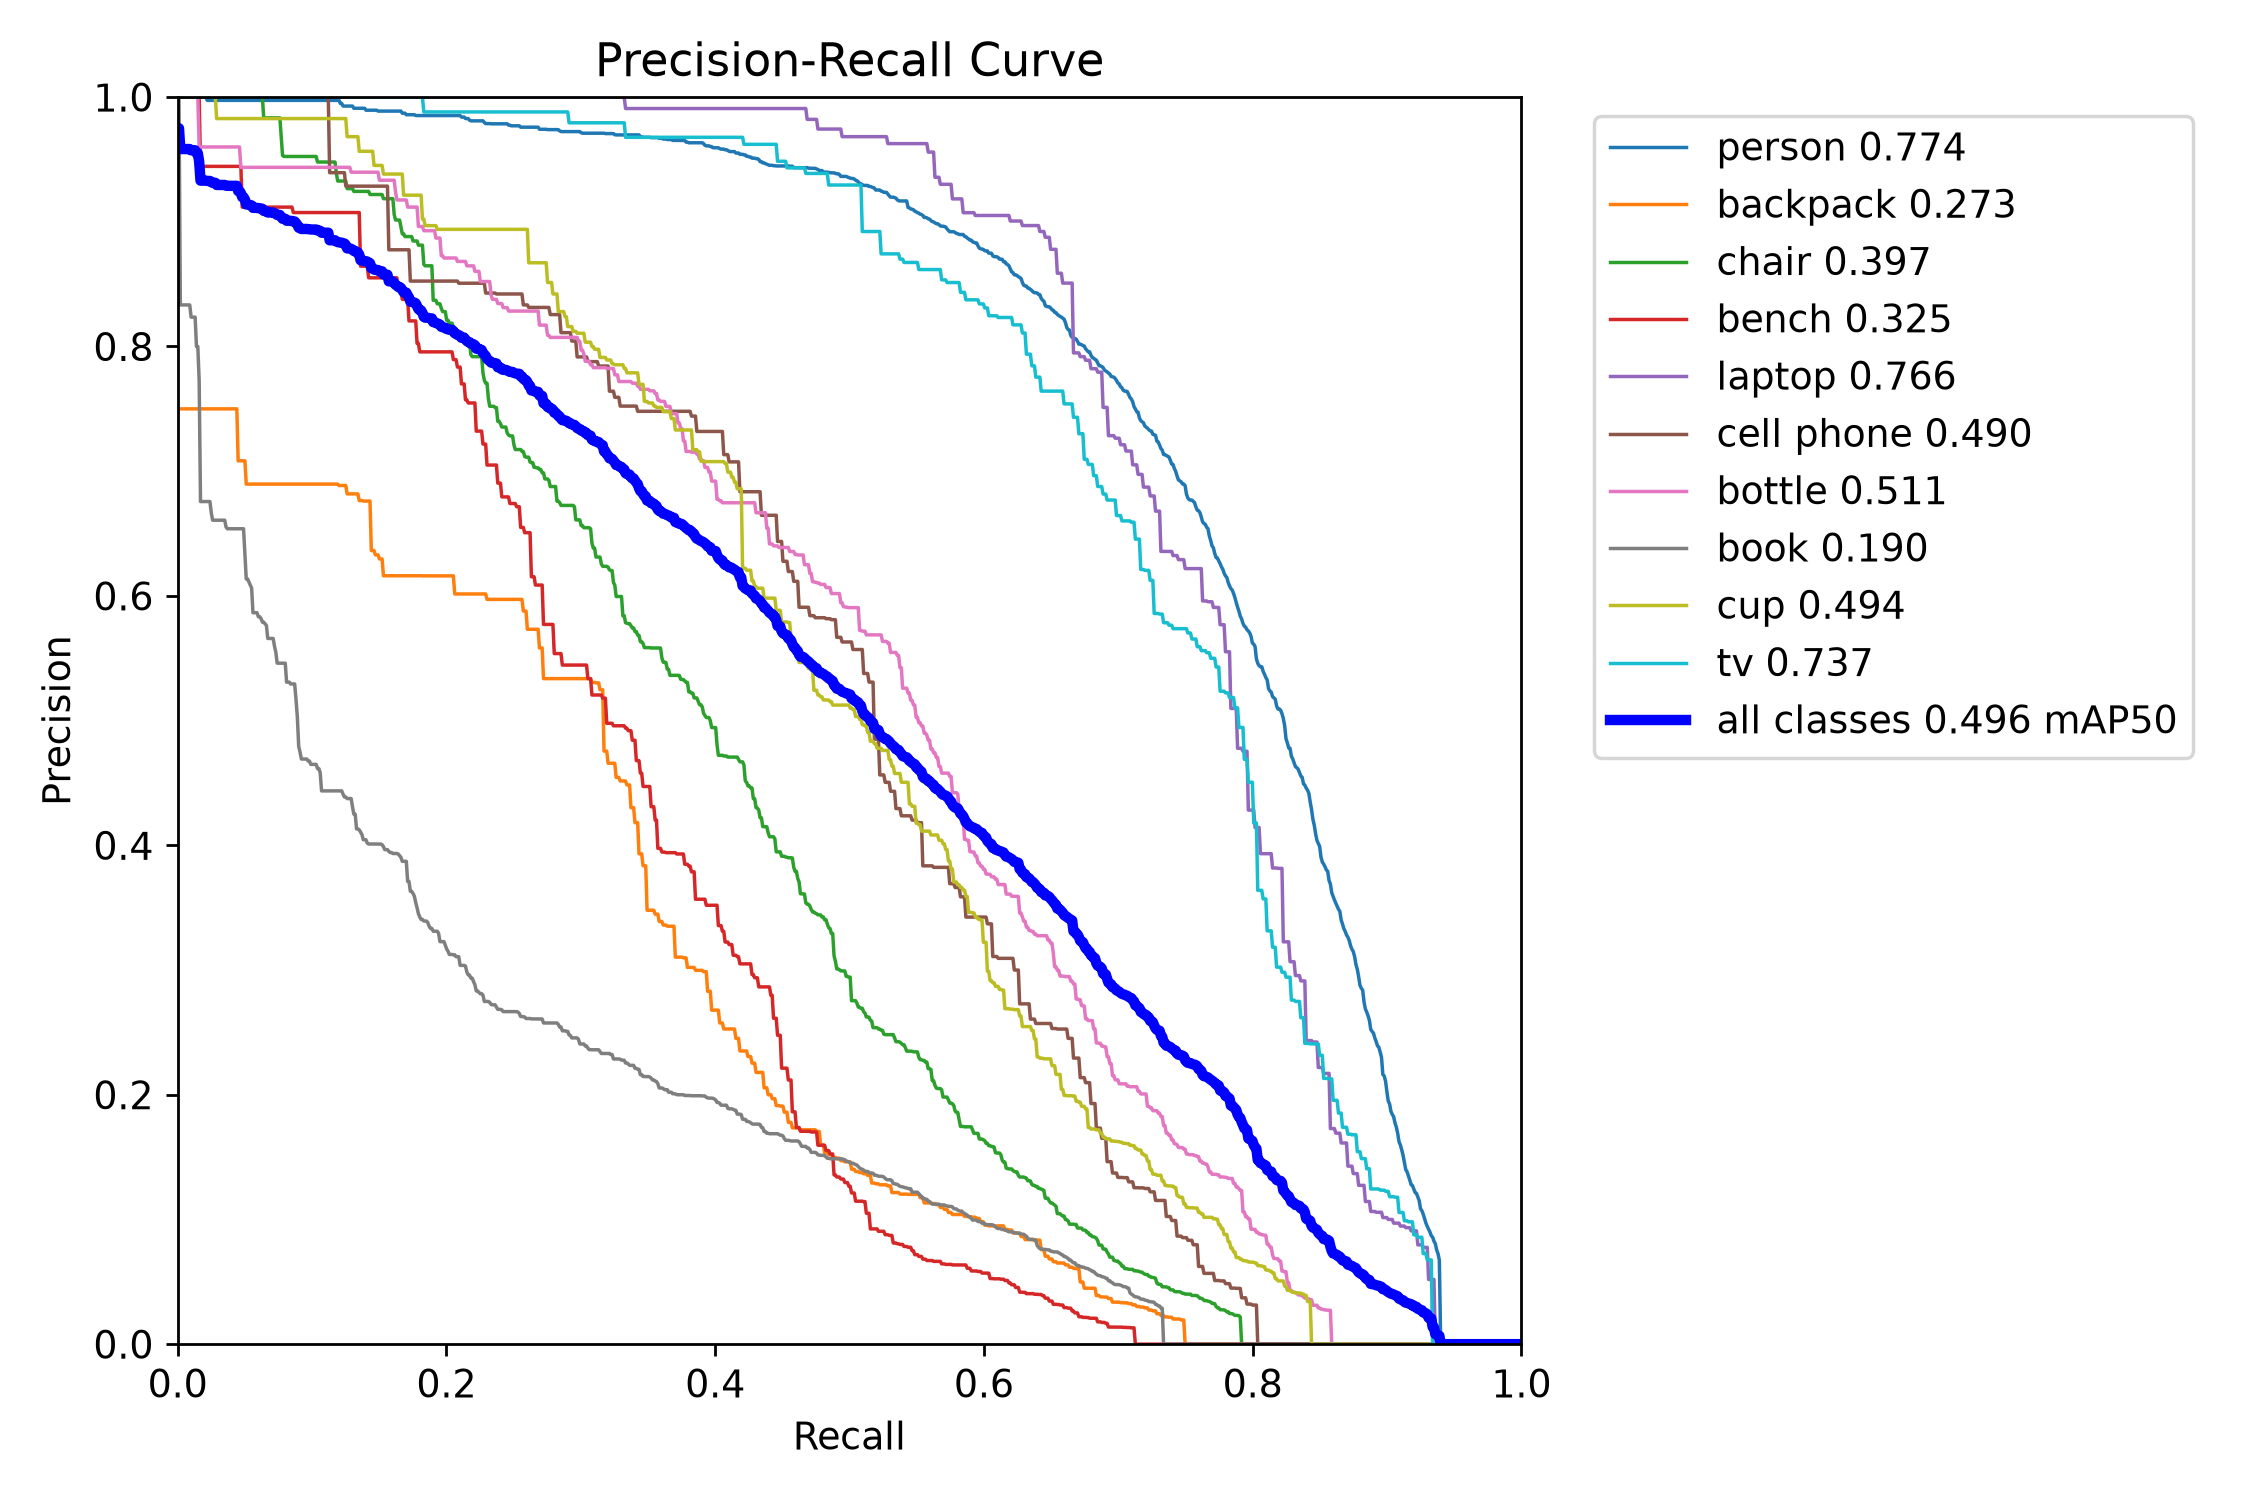 Precision-Recall Curve
1.0
0.8
0.6
0.4
0.2
0.0
Precision
0.0 0.2 0.4 0.6 0.8 1.0
Recall
person 0.774
backpack 0.273
chair 0.397
bench 0.325
laptop 0.766
cell phone 0.490
bottle 0.511
book 0.190
cup 0.494
tv 0.737
all classes 0.496 mAP50